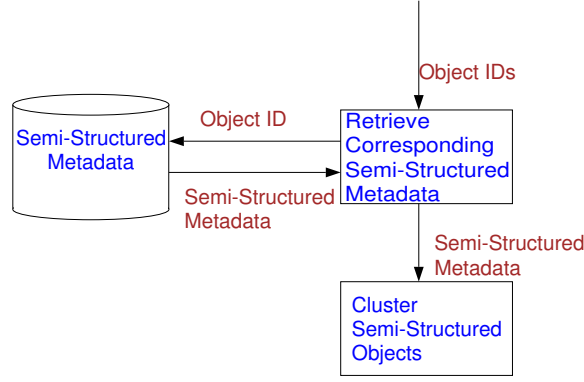 Object IDs
Semi-Structured
Metadata
Object ID
Retrieve
Corresponding
Semi-Structured
Metadata
Semi-Structured
Metadata
Semi-Structured
Metadata
Cluster
Semi-Structured
Objects